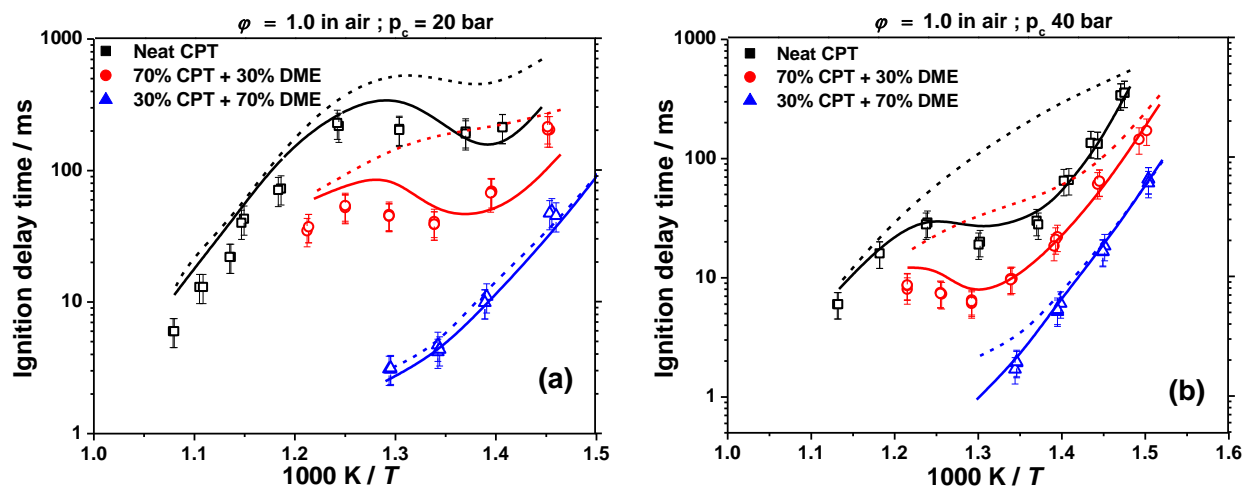 φ = 1.0 in air ; p_c = 20 bar
1000
100
10
1
Ignition delay time / ms
Neat CPT
70% CPT + 30% DME
30% CPT + 70% DME
(a)
1.0 1.1 1.2 1.3 1.4 1.5
1000 K / T
φ = 1.0 in air ; p_c 40 bar
1000
100
10
1
Ignition delay time / ms
Neat CPT
70% CPT + 30% DME
30% CPT + 70% DME
(b)
1.0 1.1 1.2 1.3 1.4 1.5 1.6
1000 K / T